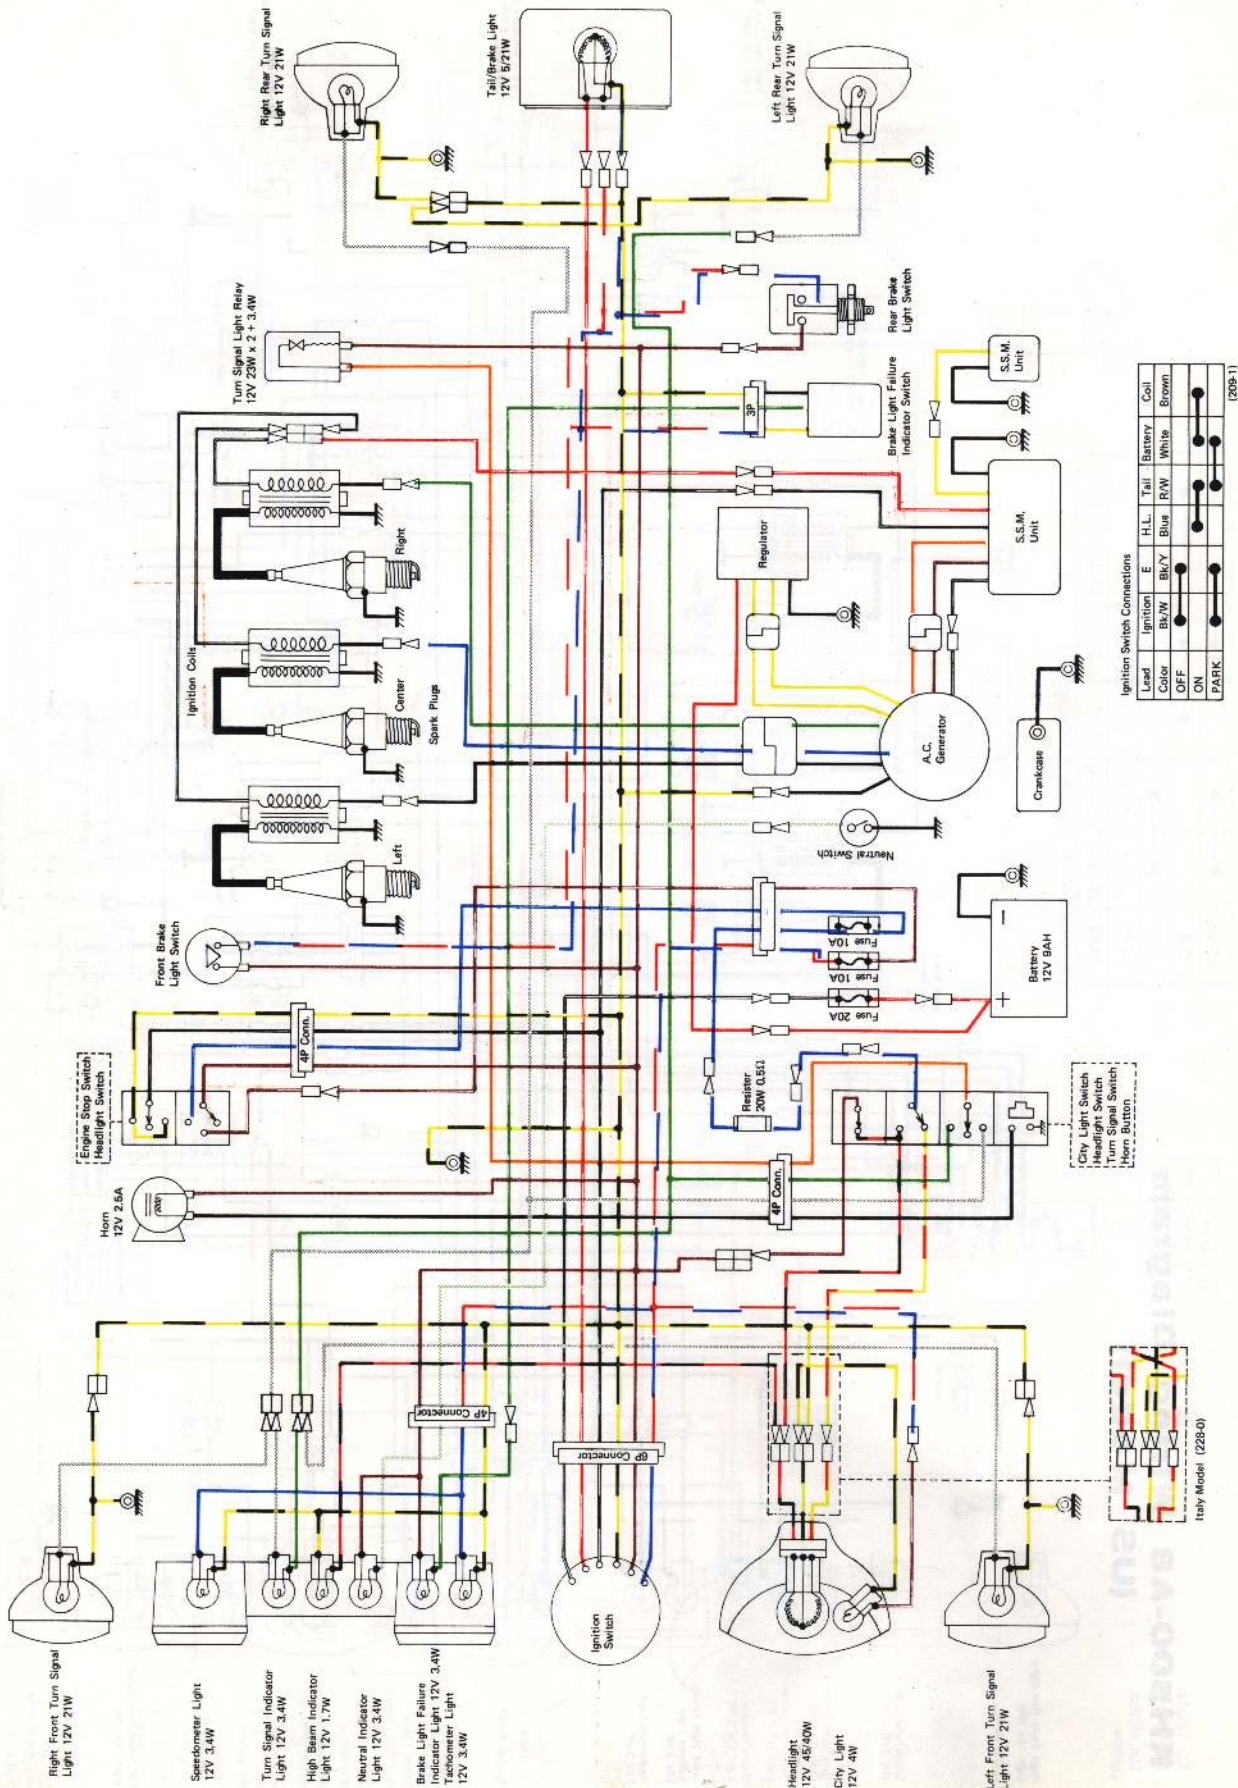 Right Rear Turn Signal
Light 12V 21W
Tail/Brake Light
12V 5/21W
Left Rear Turn Signal
Light 12V 21W
Turn Signal Light Relay
12V 23W x 2 + 3.4W
Rear Brake
Light Switch
Brake Light Failure
Indicator Switch
3P
S.S.M.
Unit
S.S.M.
Unit
Regulator
Ignition Coils
Right
Center
Left
Spark Plugs
A.C.
Generator
Crankcase
Neutral Switch
Front Brake
Light Switch
Fuse 10A
Fuse 10A
Fuse 20A
Battery
12V 9AH
Engine Stop Switch
Headlight Switch
4P Conn.
Resister
20W 0.5Ω
City Light Switch
Headlight Switch
Turn Signal Switch
Horn Button
4P Conn.
Horn
12V 2.5A
4P Connector
6P Connector
Ignition
Switch
Right Front Turn Signal
Light 12V 21W
Speedometer Light
12V 3.4W
Turn Signal Indicator
Light 12V 3.4W
High Beam Indicator
Light 12V 1.7W
Neutral Indicator
Light 12V 3.4W
Brake Light Failure
Indicator Light 12V 3.4W
Tachometer Light
12V 3.4W
Headlight
12V 45/40W
City Light
12V 4W
Left Front Turn Signal
Light 12V 21W
Italy Model (228-0)
Ignition Switch Connections
Lead Ignition E H.L. Tail Battery Coil
Color Bk/W Bk/Y Blue R/W White Brown
OFF
ON
PARK
(209-1)